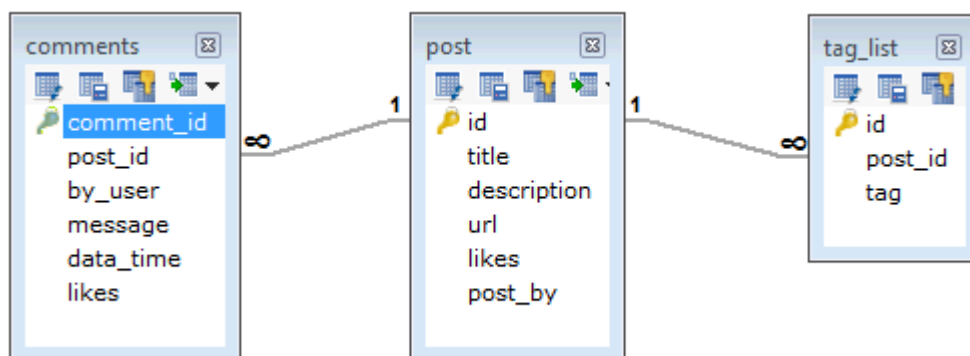 comments
comment_id
post_id
by_user
message
data_time
likes
∞
1
post
id
title
description
url
likes
post_by
1
∞
tag_list
id
post_id
tag